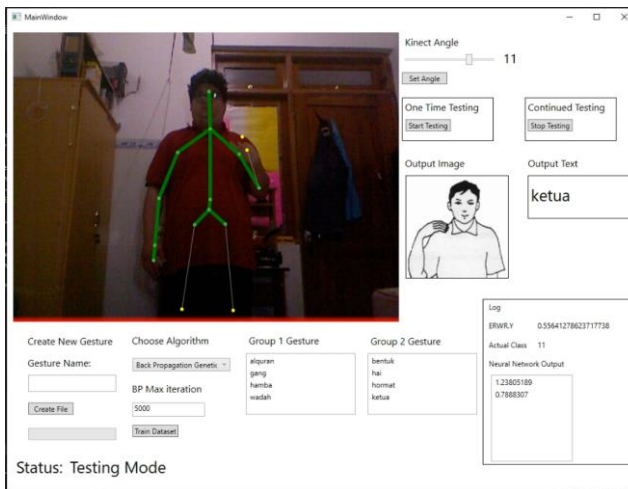 MainWindow
Kinect Angle
11
Set Angle
One Time Testing
Start Testing
Continued Testing
Stop Testing
Output Image
Output Text
ketua
Create New Gesture
Gesture Name:
Create File
Choose Algorithm
Back Propagation Genetic
BP Max iteration
5000
Train Dataset
Group 1 Gesture
alquran
gang
hamba
wadah
Group 2 Gesture
bentuk
hai
hormat
ketua
Log
ERWR.Y 0.55641278623717738
Actual Class 11
Neural Network Output
1.23805189
0.7888307
Status: Testing Mode